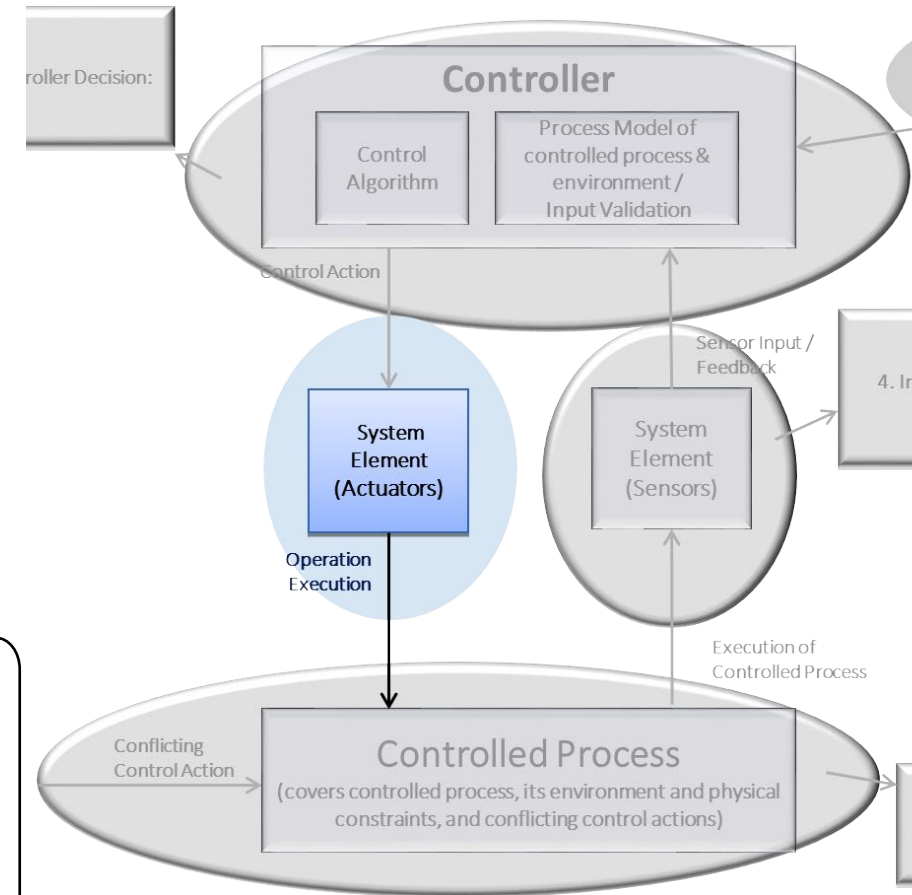 roller Decision:
Controller
Control
Algorithm
Process Model of
controlled process &
environment /
Input Validation
Control Action
Sensor Input /
Feedback
4. Ir
System
Element
(Actuators)
System
Element
(Sensors)
Operation
Execution
Execution of
Controlled Process
Conflicting
Control Action
Controlled Process
(covers controlled process, its environment and physical
constraints, and conflicting control actions)